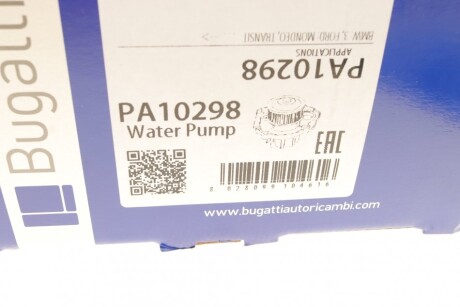 BMW  3, FORD  MONDEO, TRANSIT
APPLICATIONS
PA10298
PA10298
Water Pump
EAC
www.bugattiautoricambi.com
Bugatti